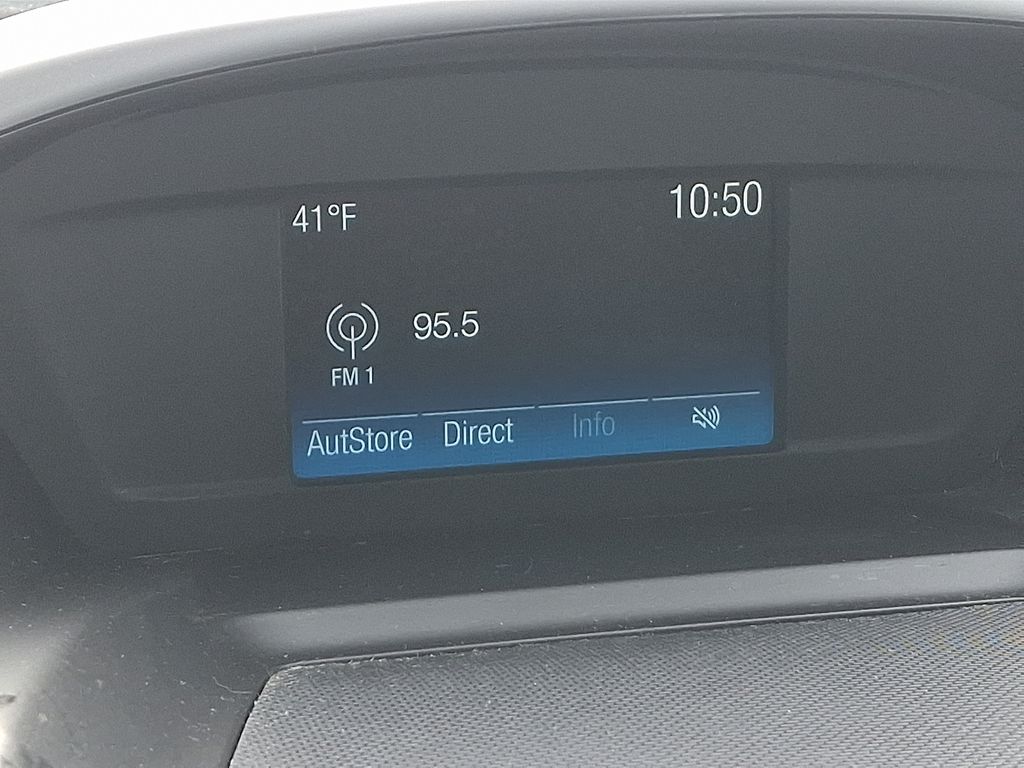 41°F 10:50
95.5
FM 1
AutStore Direct Info